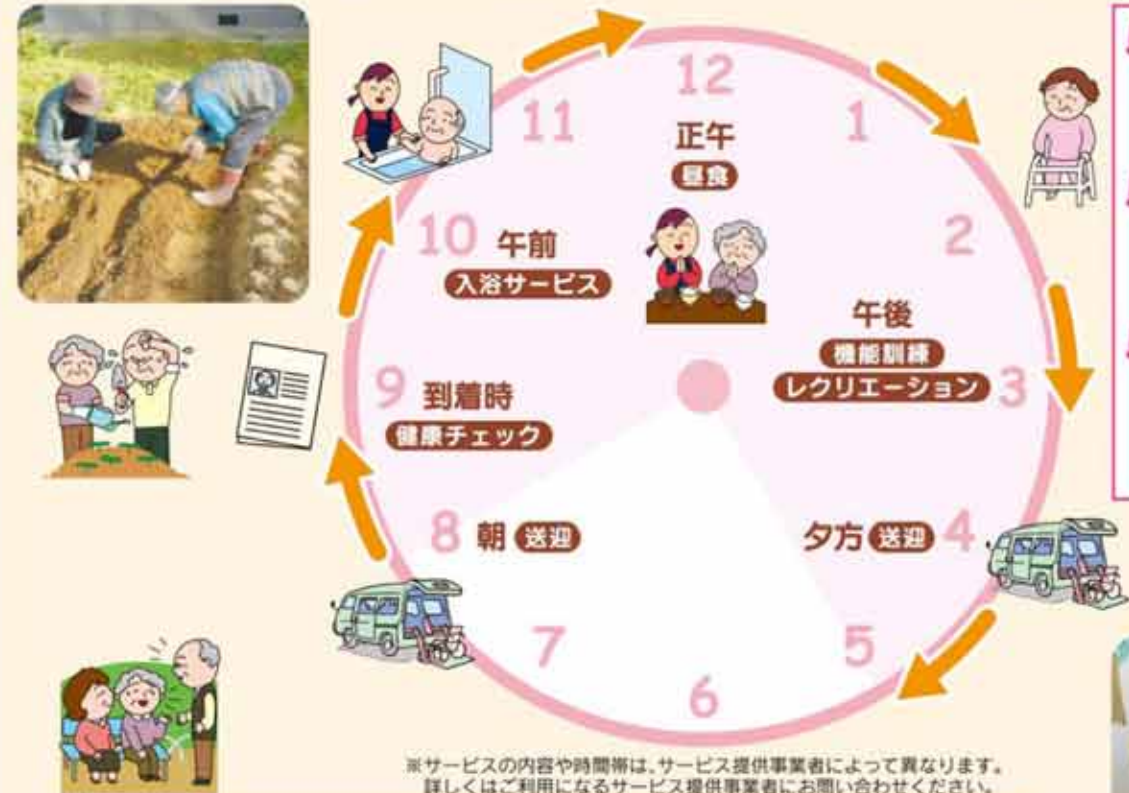 12
正午
昼食
1
2
午後
機能訓練
レクリエーション
3
夕方 送迎 4
5
6
7
8 朝 送迎
9 到着時
健康チェック
10 午前
入浴サービス
11
※サービスの内容や時間帯は、サービス提供事業者によって異なります。
詳しくはご利用になるサービス提供事業者にお問い合わせください。